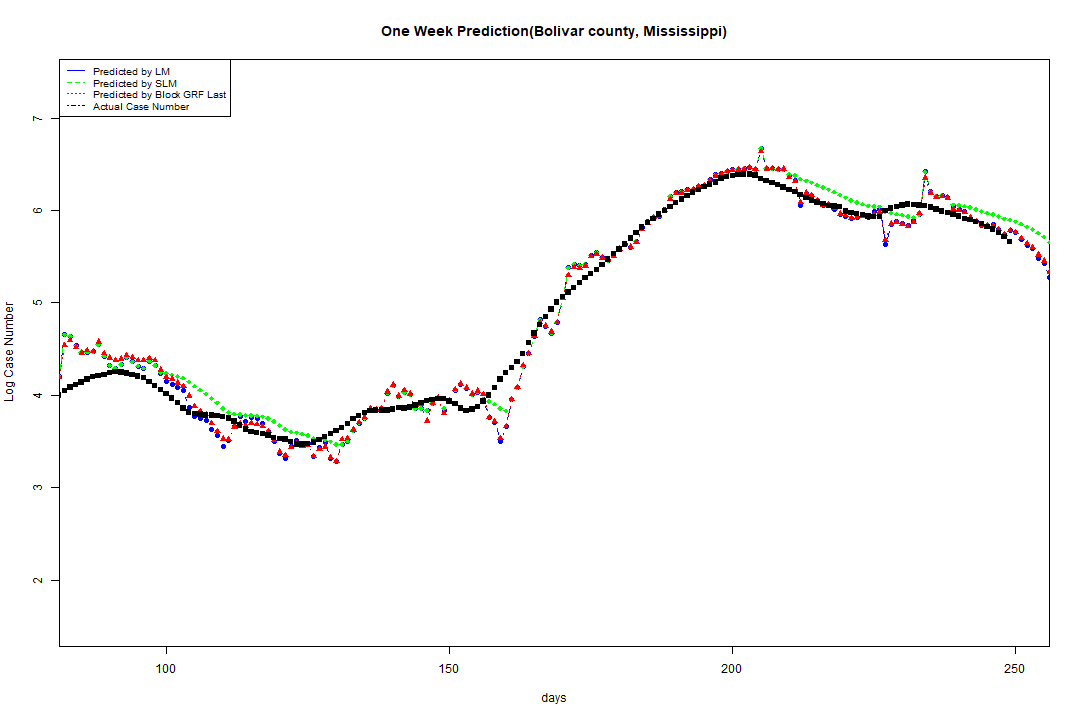 One Week Prediction(Bolivar county, Mississippi)
Predicted by LM
Predicted by SLM
Predicted by Block GRF Last
Actual Case Number
7
6
5
4
3
2
Log Case Number
100 150 200 250
days